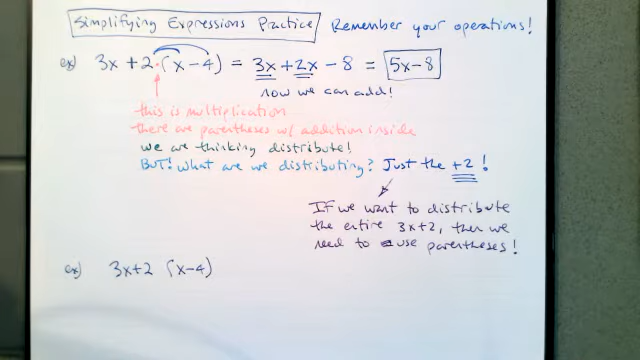 Simplifying Expressions Practice Remember your operations!
ex) 3x + 2 · (x − 4) = 3x + 2x − 8 = 5x − 8
now we can add!
this is multiplication
there are parentheses w/ addition inside
we are thinking distribute!
BUT! What are we distributing? Just the +2!
If we want to distribute
the entire 3x+2, then we
need to use parentheses!
ex) 3x+2 (x−4)